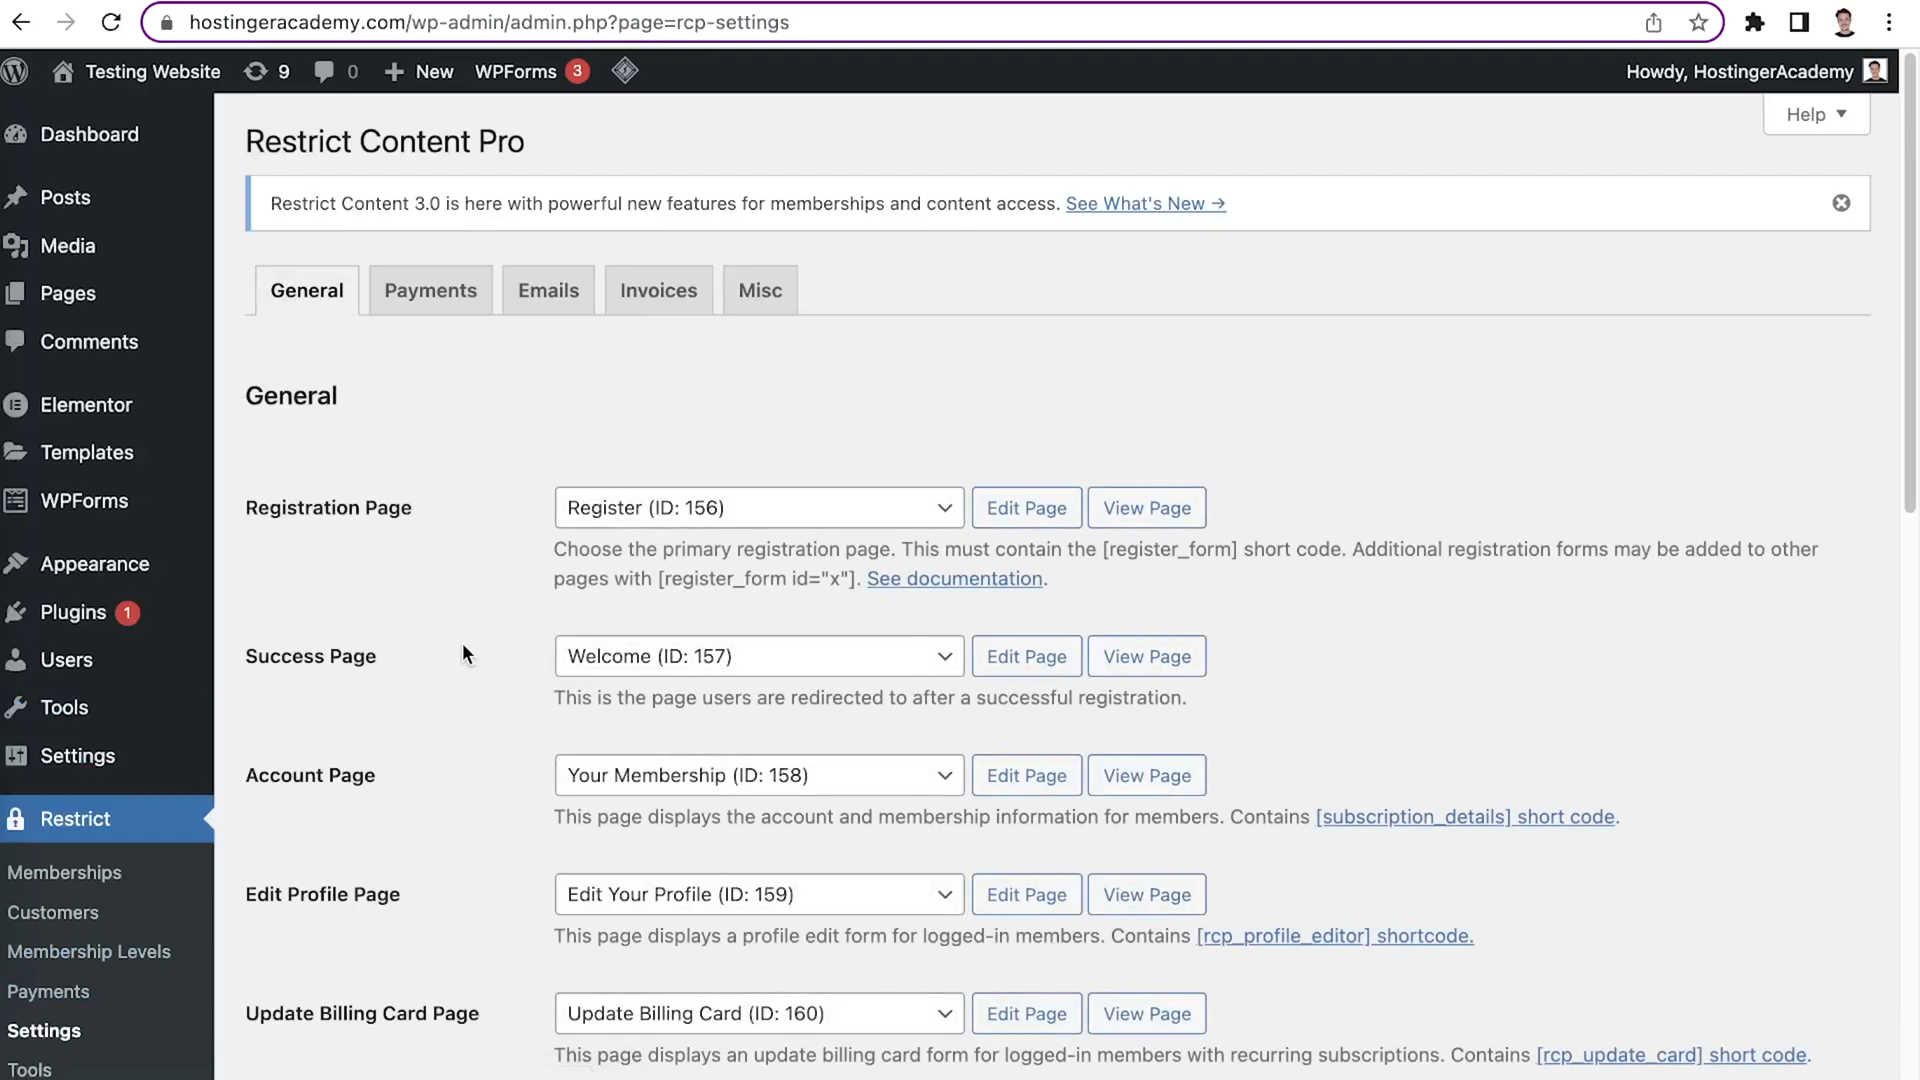 hostingeracademy.com/wp-admin/admin.php?page=rcp-settings
Testing Website 9 0 New WPForms 3 Howdy, HostingerAcademy
Help
Dashboard
Posts
Media
Pages
Comments
Elementor
Templates
WPForms
Appearance
Plugins 1
Users
Tools
Settings
Restrict
Memberships
Customers
Membership Levels
Payments
Settings
Tools
Restrict Content Pro
Restrict Content 3.0 is here with powerful new features for memberships and content access. See What's New →
General Payments Emails Invoices Misc
General
Registration Page Register (ID: 156) Edit Page View Page
Choose the primary registration page. This must contain the [register_form] short code. Additional registration forms may be added to other
pages with [register_form id="x"]. See documentation.
Success Page Welcome (ID: 157) Edit Page View Page
This is the page users are redirected to after a successful registration.
Account Page Your Membership (ID: 158) Edit Page View Page
This page displays the account and membership information for members. Contains [subscription_details] short code.
Edit Profile Page Edit Your Profile (ID: 159) Edit Page View Page
This page displays a profile edit form for logged-in members. Contains [rcp_profile_editor] shortcode.
Update Billing Card Page Update Billing Card (ID: 160) Edit Page View Page
This page displays an update billing card form for logged-in members with recurring subscriptions. Contains [rcp_update_card] short code.